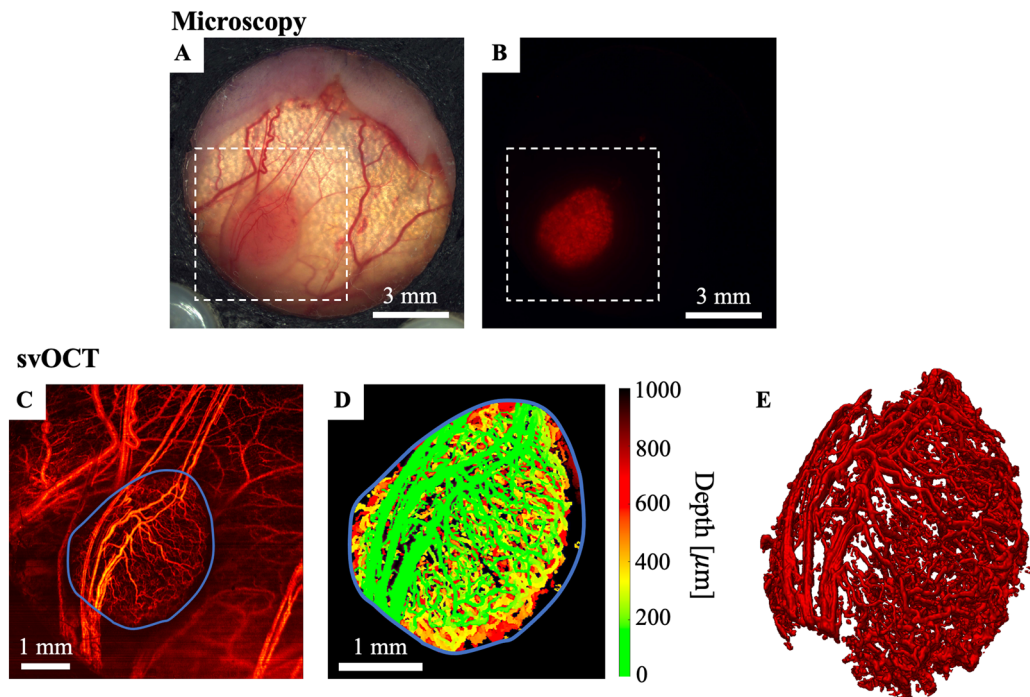 Microscopy
A
B
3 mm
3 mm
svOCT
C
D
E
1000
800
600
400
200
0
Depth [μm]
1 mm
1 mm